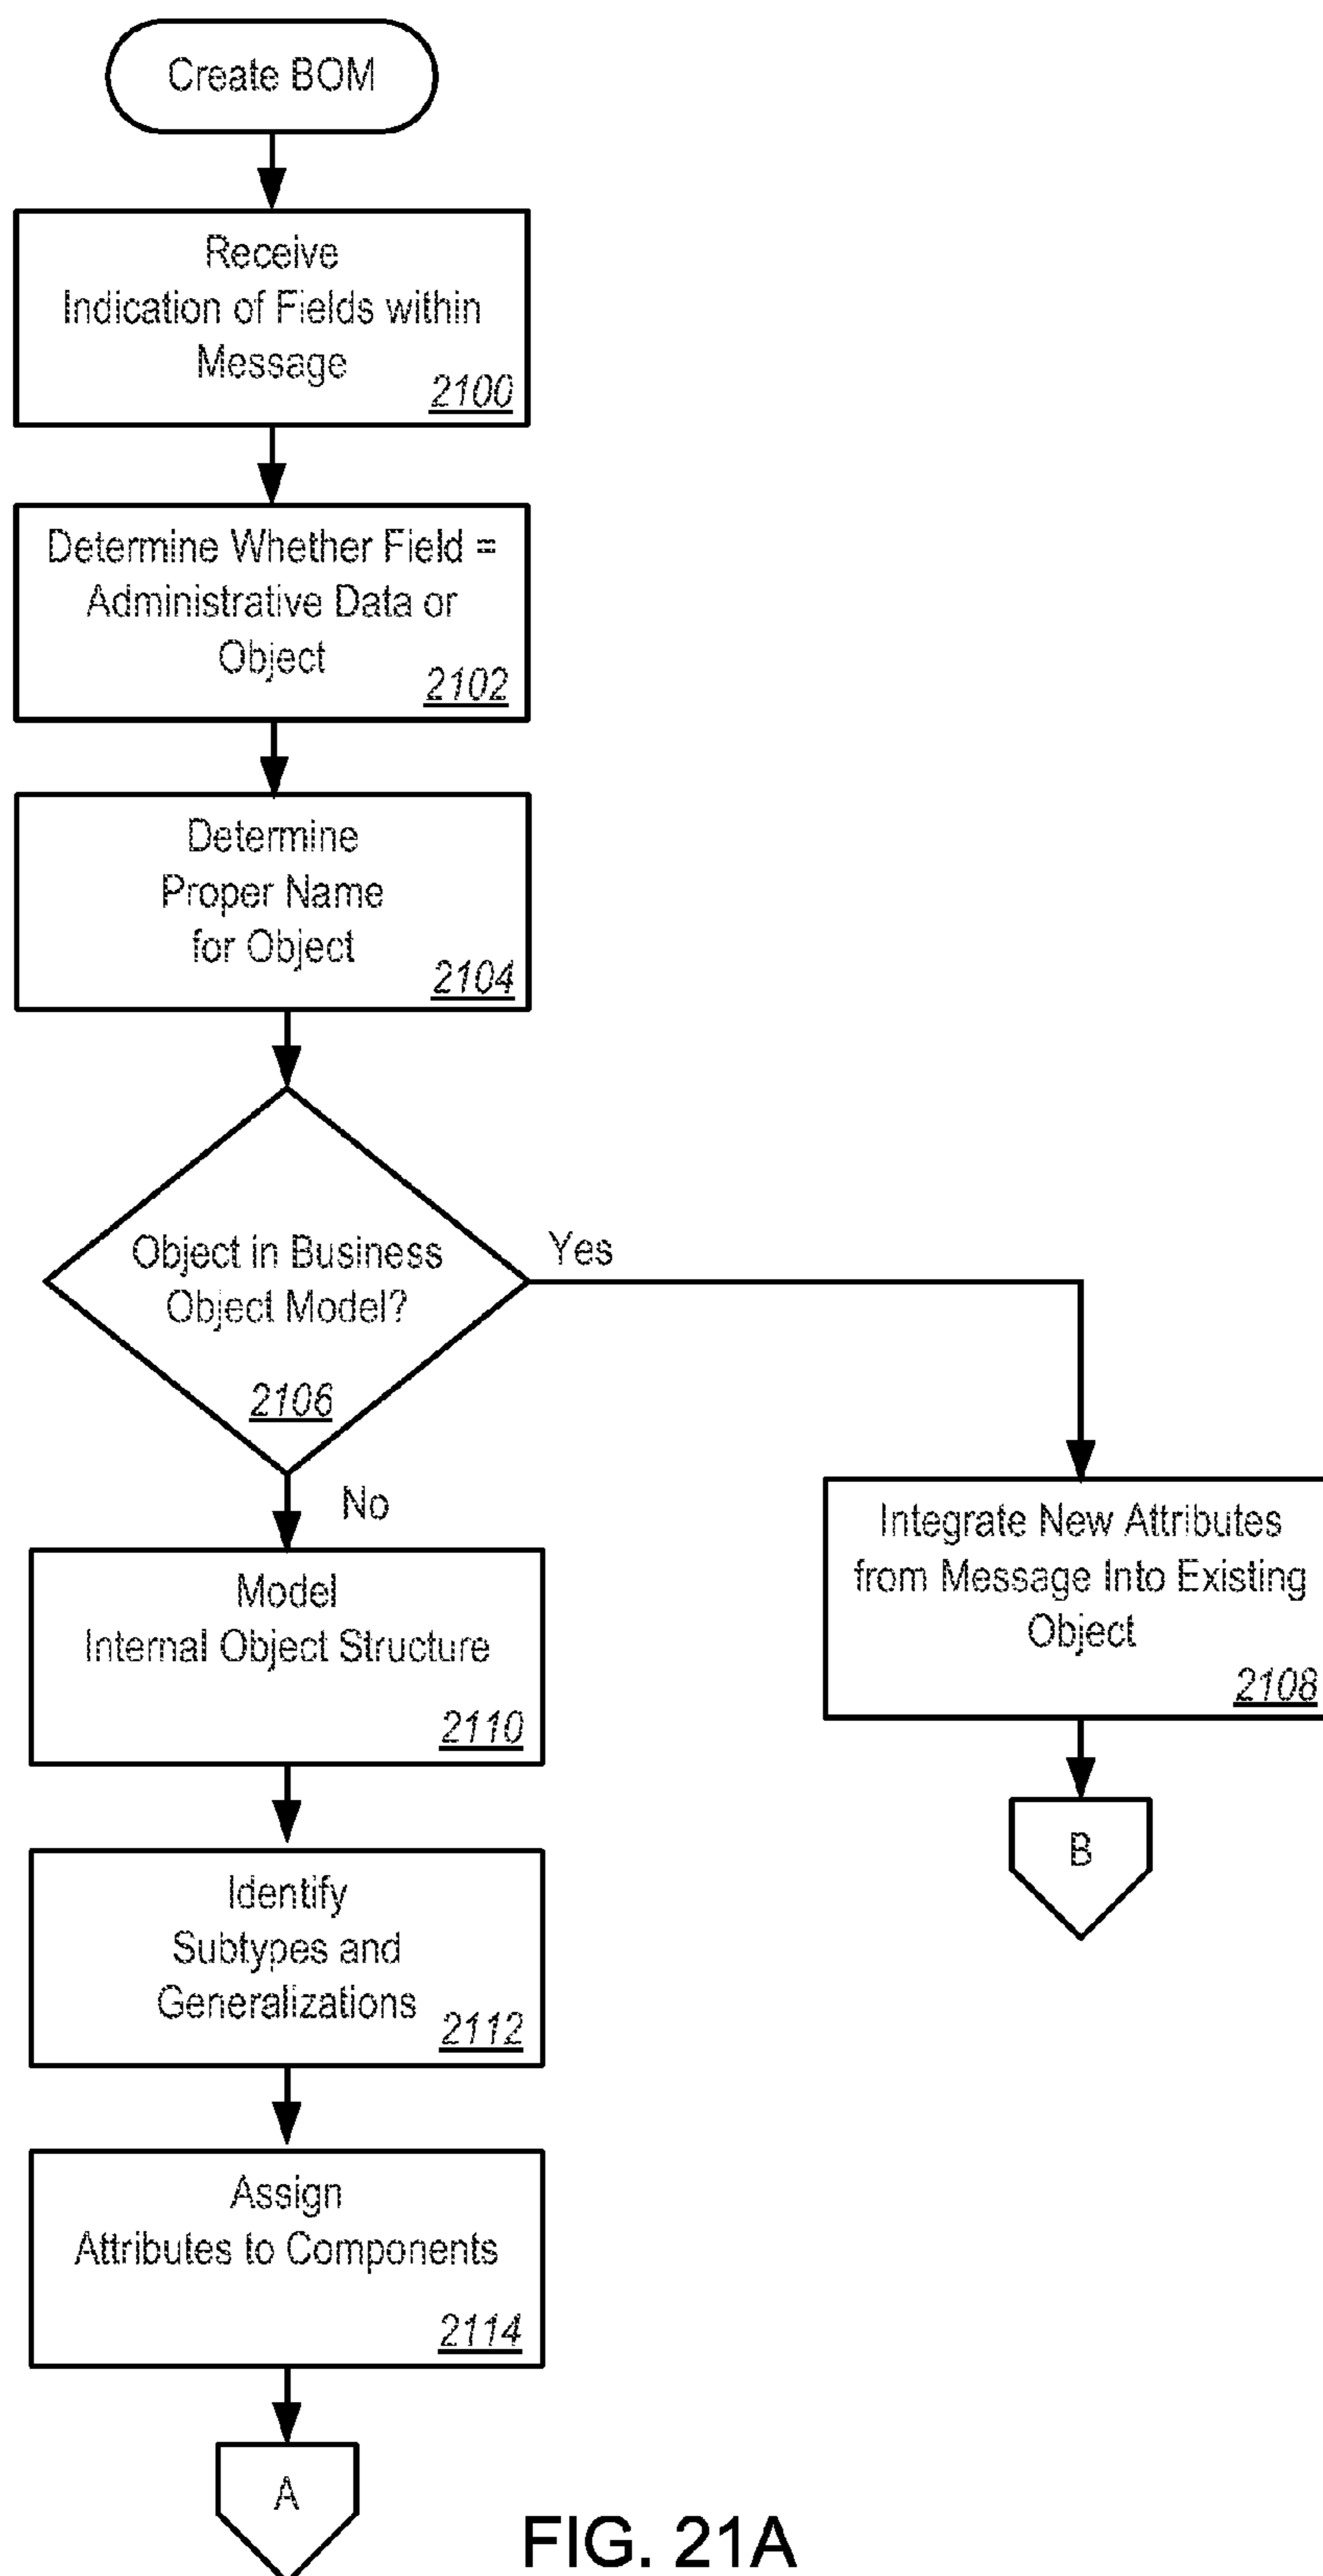 Create BOM
Receive
Indication of Fields within
Message
2100
Determine Whether Field =
Administrative Data or
Object
2102
Determine
Proper Name
for Object
2104
Object in Business
Object Model?
2106
Yes
No
Integrate New Attributes
from Message Into Existing
Object
2108
B
Model
Internal Object Structure
2110
Identify
Subtypes and
Generalizations
2112
Assign
Attributes to Components
2114
A
FIG. 21A